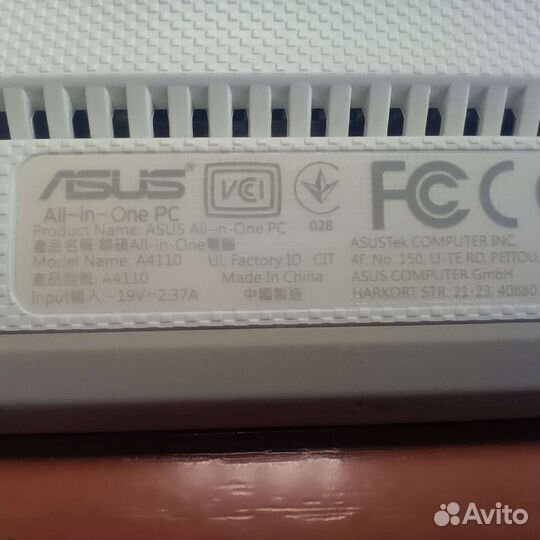 ASUS® VCI 028 FC
All-in-One PC
Product Name: ASUS All-in-One PC
產品名稱: 華碩All-in-One電腦
Model Name: A4110 UL Factory ID : CIT
產品型號: A4110 Made In China
Input輸入: 19V⎓2.37A 中國製造
ASUSTek COMPUTER INC.
4F, No. 150, LI-TE RD, PEITOU,
ASUS COMPUTER GmbH
HARKORT STR. 21-23, 40880
Avito